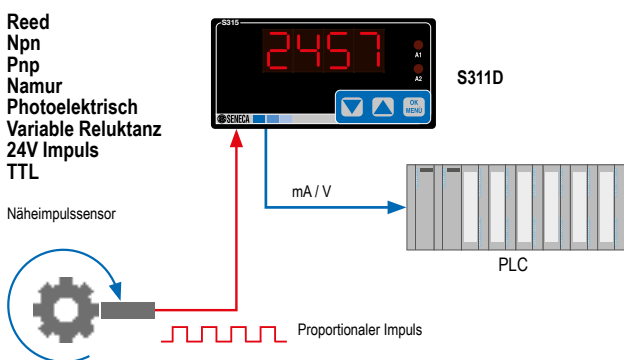 Reed
Npn
Pnp
Namur
Photoelektrisch
Variable Reluktanz
24V Impuls
TTL
S315
2457
A1
A2
OK
MENÙ
SENECA
S311D
mA / V
PLC
Näheimpulssensor
Proportionaler Impuls